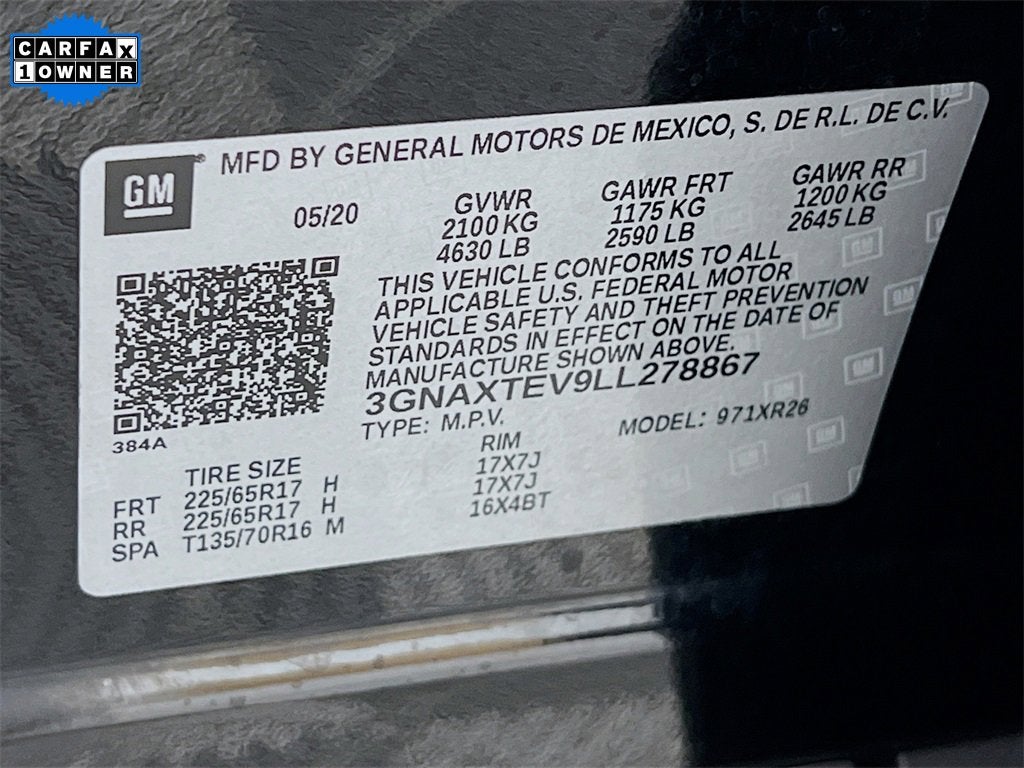 CARFAX
1 OWNER
GM
MFD BY GENERAL MOTORS DE MEXICO, S. DE R.L. DE C.V.
05/20
GVWR
2100 KG
4630 LB
GAWR FRT
1175 KG
2590 LB
GAWR RR
1200 KG
2645 LB
THIS VEHICLE CONFORMS TO ALL
APPLICABLE U.S. FEDERAL MOTOR
VEHICLE SAFETY AND THEFT PREVENTION
STANDARDS IN EFFECT ON THE DATE OF
MANUFACTURE SHOWN ABOVE.
3GNAXTEV9LL278867
TYPE: M.P.V. MODEL: 971XR26
384A
TIRE SIZE RIM
FRT 225/65R17 H 17X7J
RR 225/65R17 H 17X7J
SPA T135/70R16 M 16X4BT